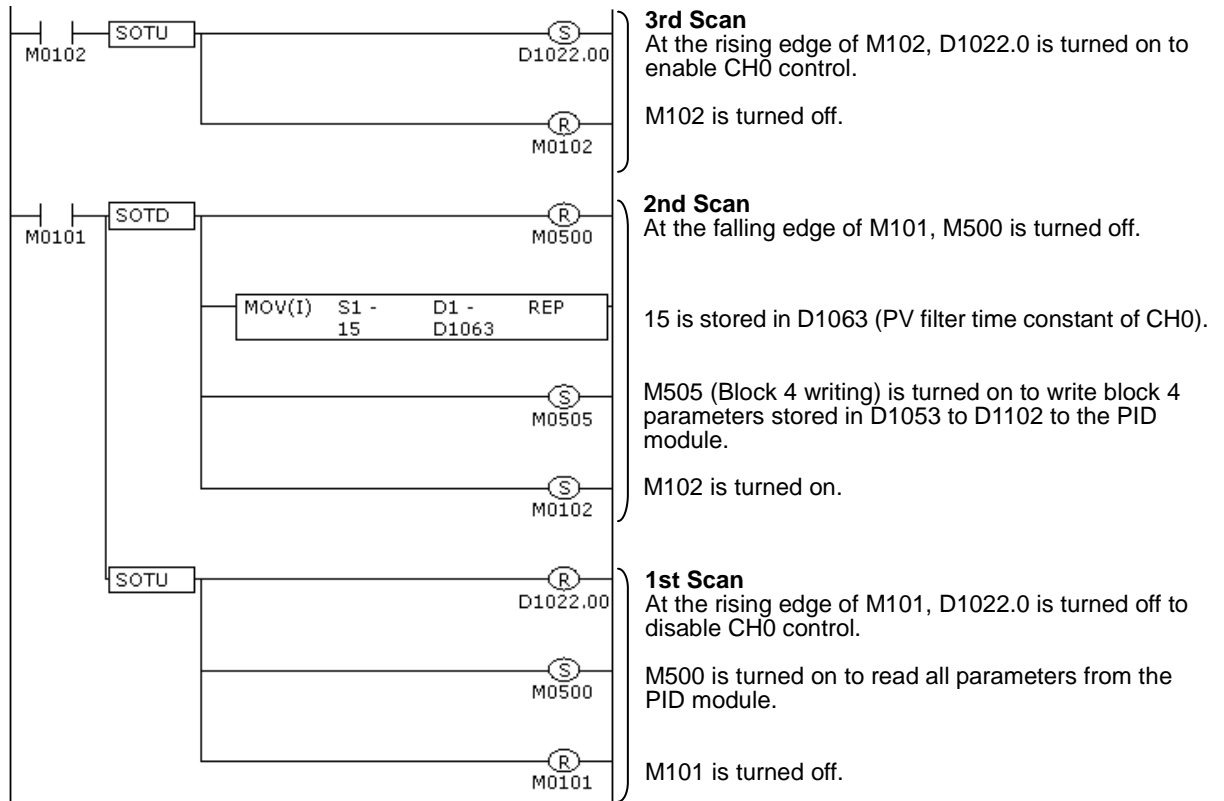 SOTU
S
M0102
D1022.00
R
M0102
3rd Scan
At the rising edge of M102, D1022.0 is turned on to
enable CH0 control.
M102 is turned off.
SOTD
R
M0101
M0500
MOV(I) S1 - D1 - REP
15 D1063
S
M0505
S
M0102
2nd Scan
At the falling edge of M101, M500 is turned off.
15 is stored in D1063 (PV filter time constant of CH0).
M505 (Block 4 writing) is turned on to write block 4
parameters stored in D1053 to D1102 to the PID
module.
M102 is turned on.
SOTU
R
D1022.00
S
M0500
R
M0101
1st Scan
At the rising edge of M101, D1022.0 is turned off to
disable CH0 control.
M500 is turned on to read all parameters from the
PID module.
M101 is turned off.